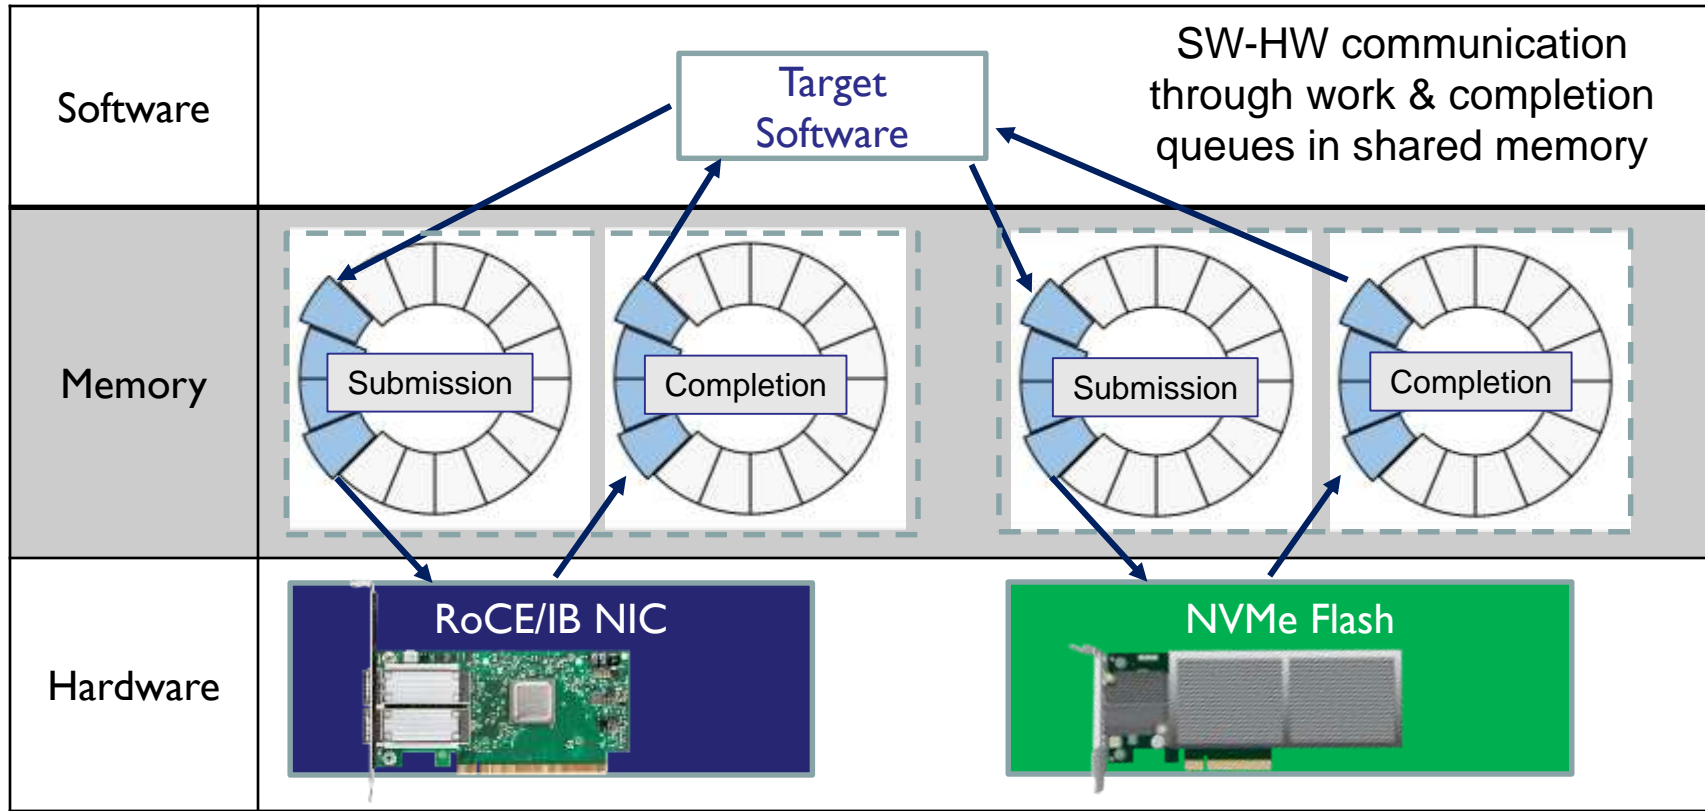 Software
Target
Software
SW-HW communication
through work & completion
queues in shared memory
Memory
Submission
Completion
Submission
Completion
Hardware
RoCE/IB NIC
NVMe Flash